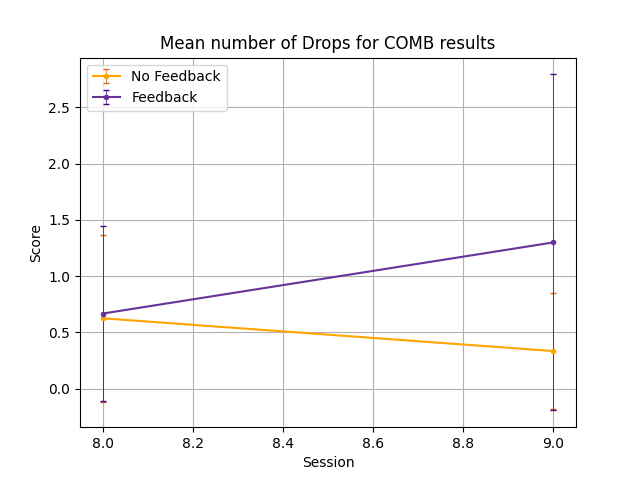 Mean number of Drops for COMB results
No Feedback
Feedback
2.5
2.0
1.5
1.0
0.5
0.0
Score
8.0 8.2 8.4 8.6 8.8 9.0
Session